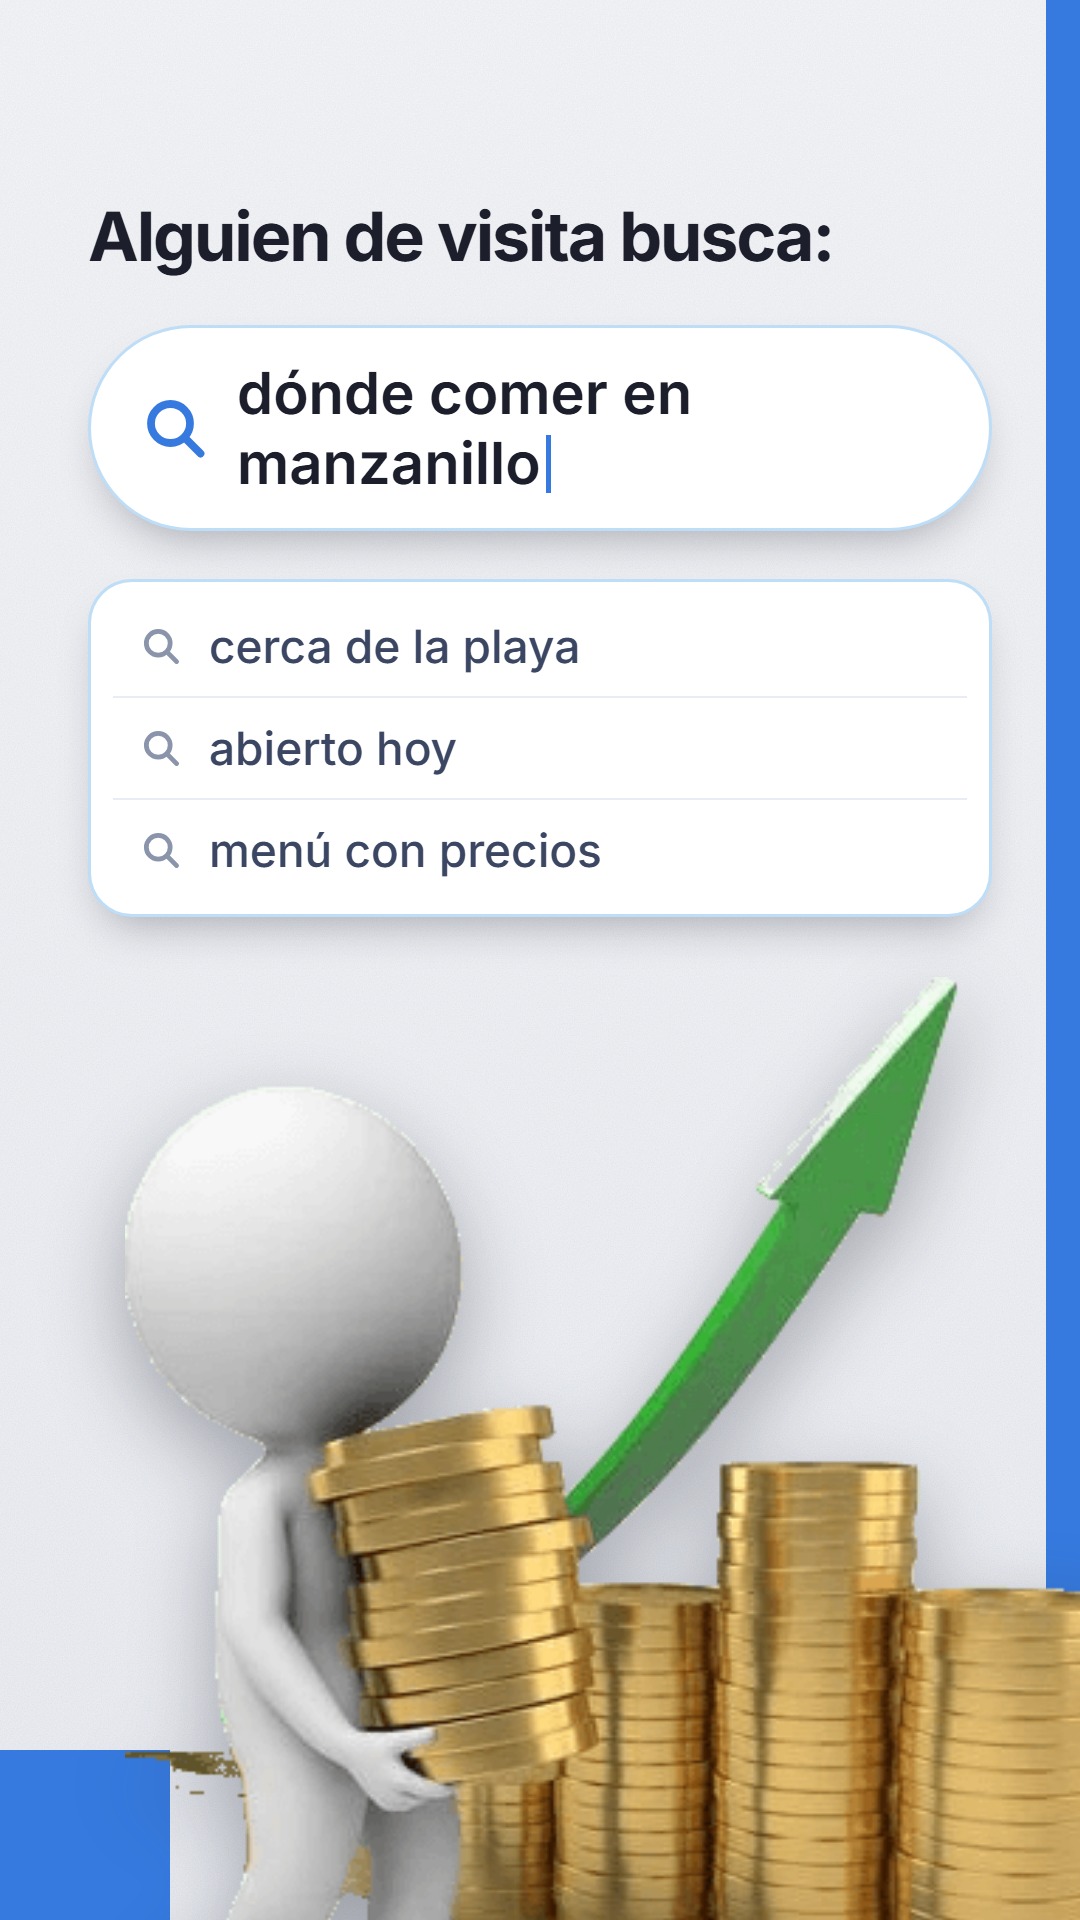 Alguien de visita busca:
dónde comer en
manzanillo
cerca de la playa
abierto hoy
menú con precios